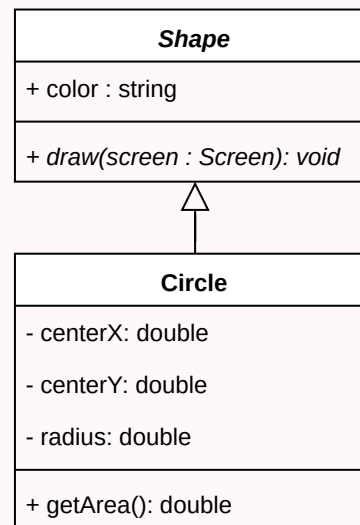 Shape
+ color : string
+ draw(screen : Screen): void
Circle
- centerX: double
- centerY: double
- radius: double
+ getArea(): double